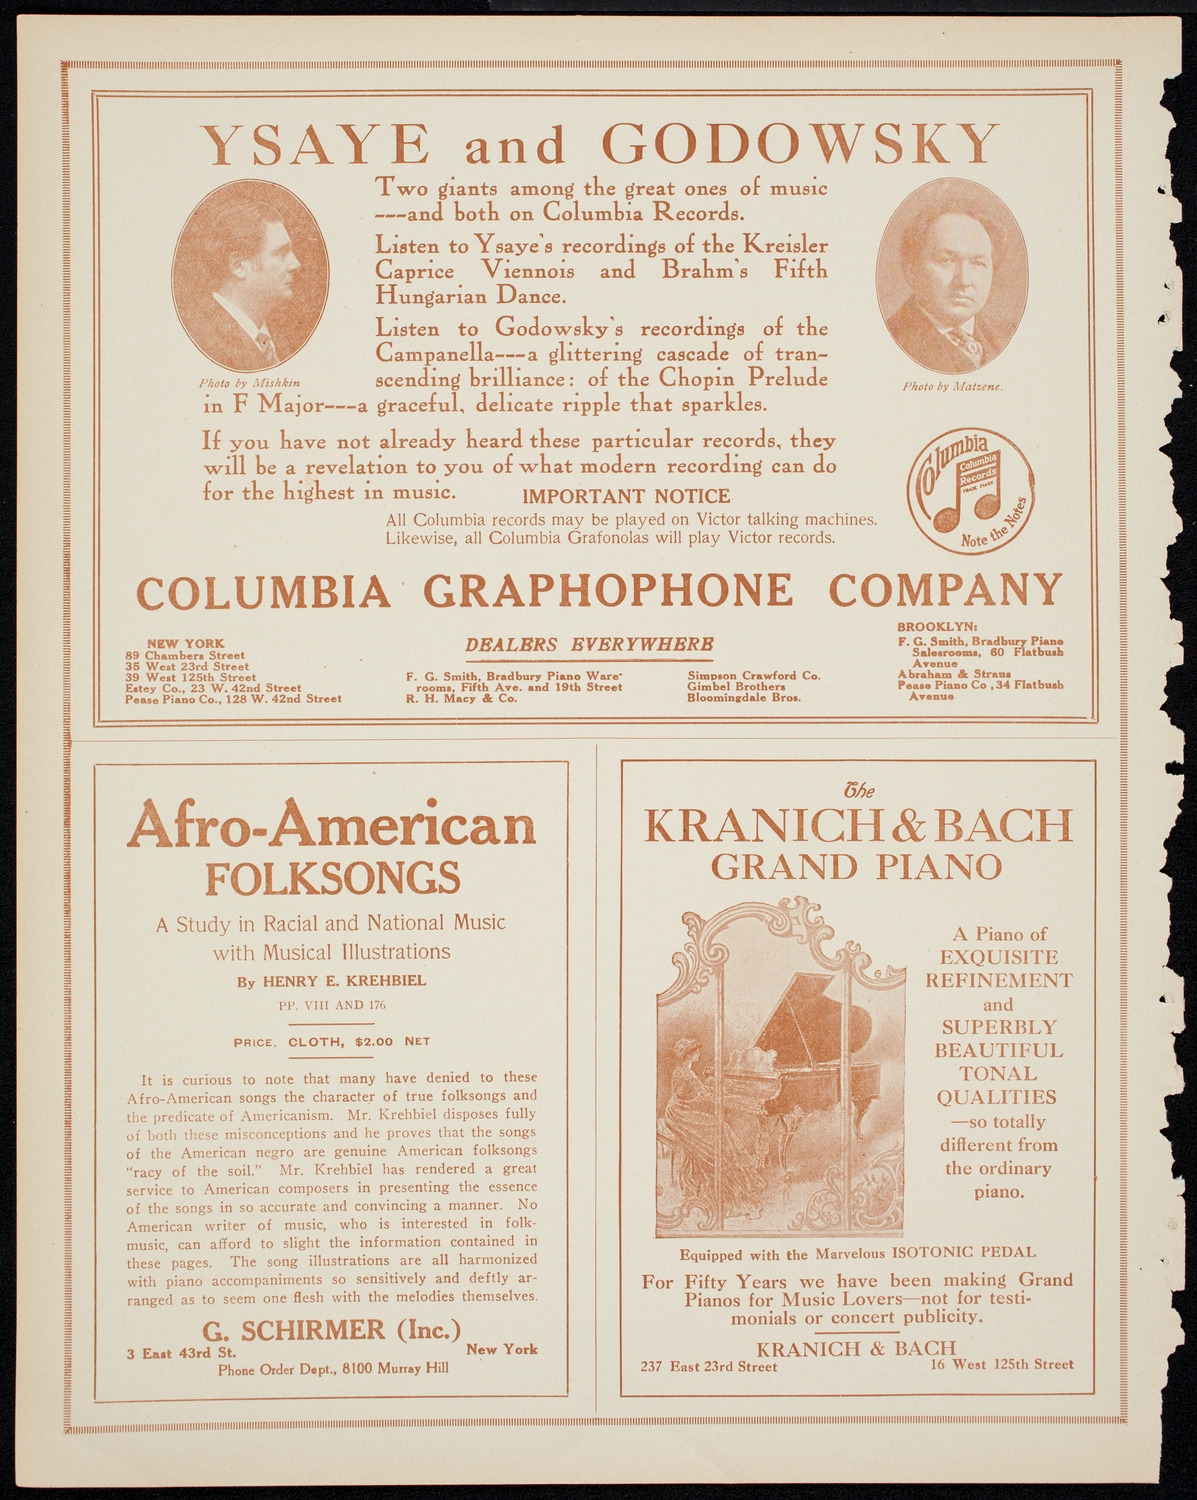 YSAYE and GODOWSKY
Two giants among the great ones of music
---and both on Columbia Records.
Listen to Ysaye's recordings of the Kreisler
Caprice Viennois and Brahm's Fifth
Hungarian Dance.
Listen to Godowsky's recordings of the
Campanella---a glittering cascade of tran-
scending brilliance: of the Chopin Prelude
in F Major---a graceful, delicate ripple that sparkles.
Photo by Mishkin
Photo by Matzene.
If you have not already heard these particular records, they
will be a revelation to you of what modern recording can do
for the highest in music.
IMPORTANT NOTICE
All Columbia records may be played on Victor talking machines.
Likewise, all Columbia Grafonolas will play Victor records.
Columbia
Columbia
Records
TRADE MARK
Note the Notes
COLUMBIA GRAPHOPHONE COMPANY
NEW YORK
89 Chambers Street
35 West 23rd Street
39 West 125th Street
Estey Co., 23 W. 42nd Street
Pease Piano Co., 128 W. 42nd Street
DEALERS EVERYWHERE
F. G. Smith, Bradbury Piano Ware-
rooms, Fifth Ave. and 19th Street
R. H. Macy & Co.
Simpson Crawford Co.
Gimbel Brothers
Bloomingdale Bros.
BROOKLYN:
F. G. Smith, Bradbury Piano
Salesrooms, 60 Flatbush
Avenue
Abraham & Straus
Pease Piano Co., 34 Flatbush
Avenue
Afro-American
FOLKSONGS
A Study in Racial and National Music
with Musical Illustrations
By HENRY E. KREHBIEL
PP. VIII AND 176
PRICE, CLOTH, $2.00 NET
It is curious to note that many have denied to these
Afro-American songs the character of true folksongs and
the predicate of Americanism. Mr. Krehbiel disposes fully
of both these misconceptions and he proves that the songs
of the American negro are genuine American folksongs
"racy of the soil." Mr. Krehbiel has rendered a great
service to American composers in presenting the essence
of the songs in so accurate and convincing a manner. No
American writer of music, who is interested in folk-
music, can afford to slight the information contained in
these pages. The song illustrations are all harmonized
with piano accompaniments so sensitively and deftly ar-
ranged as to seem one flesh with the melodies themselves.
G. SCHIRMER (Inc.)
3 East 43rd St. New York
Phone Order Dept., 8100 Murray Hill
The
KRANICH & BACH
GRAND PIANO
A Piano of
EXQUISITE
REFINEMENT
and
SUPERBLY
BEAUTIFUL
TONAL
QUALITIES
—so totally
different from
the ordinary
piano.
Equipped with the Marvelous ISOTONIC PEDAL
For Fifty Years we have been making Grand
Pianos for Music Lovers—not for testi-
monials or concert publicity.
KRANICH & BACH
237 East 23rd Street 16 West 125th Street